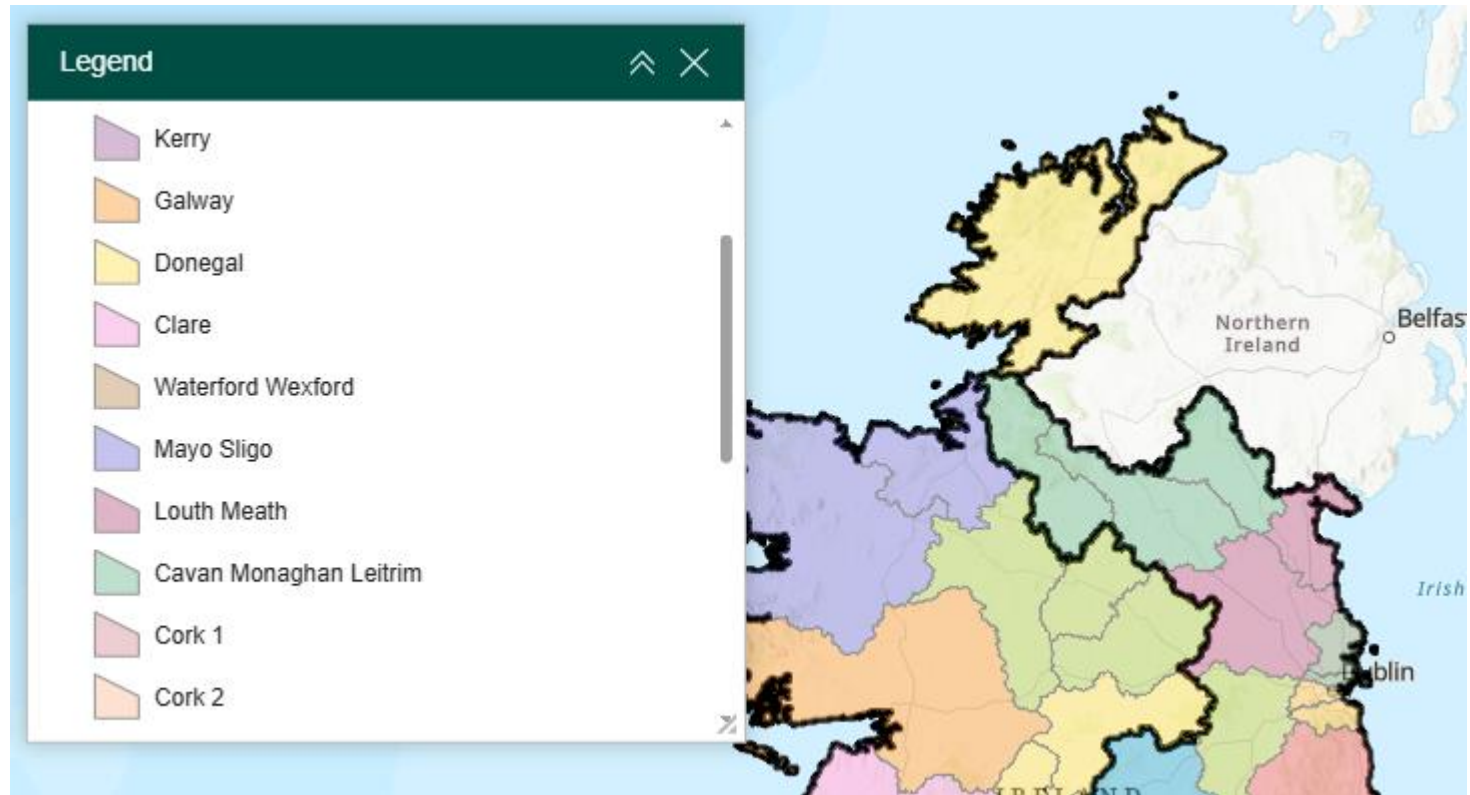 Legend
Kerry
Galway
Donegal
Clare
Waterford Wexford
Mayo Sligo
Louth Meath
Cavan Monaghan Leitrim
Cork 1
Cork 2
Northern
Ireland
Belfas
Irish
Dublin
IRELAND